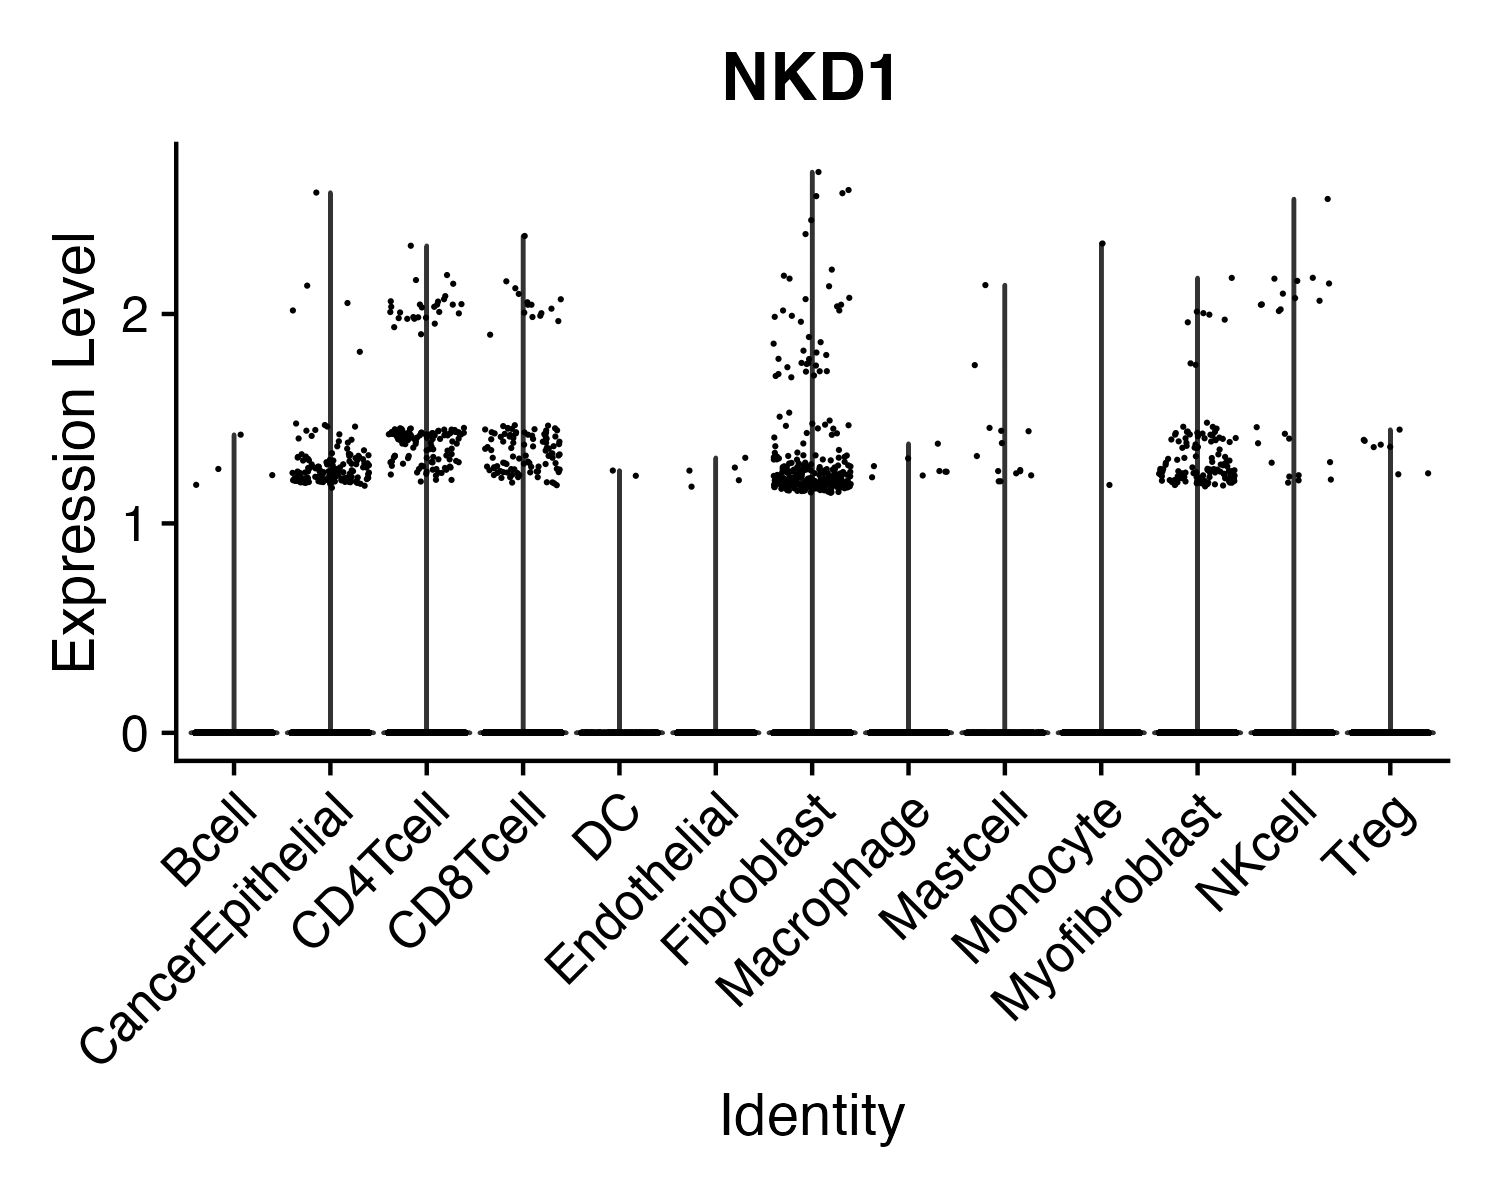 NKD1
Expression Level
2
1
0
Bcell
CancerEpithelial
CD4Tcell
CD8Tcell
DC
Endothelial
Fibroblast
Macrophage
Mastcell
Monocyte
Myofibroblast
NKcell
Treg
Identity